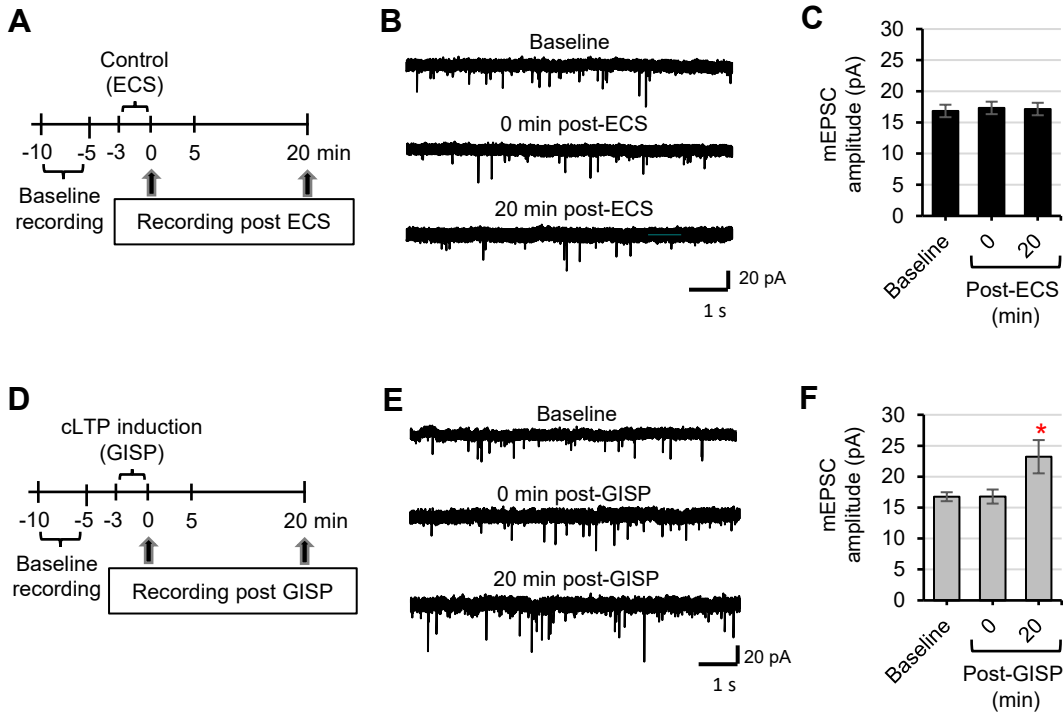 A
Control
(ECS)
-10 -5 -3 0 5 20 min
Baseline
recording
Recording post ECS
B
Baseline
0 min post-ECS
20 min post-ECS
20 pA
1 s
C
mEPSC
amplitude (pA)
30
25
20
15
10
5
0
Baseline 0 20
Post-ECS
(min)
D
cLTP induction
(GISP)
-10 -5 -3 0 5 20 min
Baseline
recording
Recording post GISP
E
Baseline
0 min post-GISP
20 min post-GISP
20 pA
1 s
F
mEPSC
amplitude (pA)
30
25
20
15
10
5
0
*
Baseline 0 20
Post-GISP
(min)